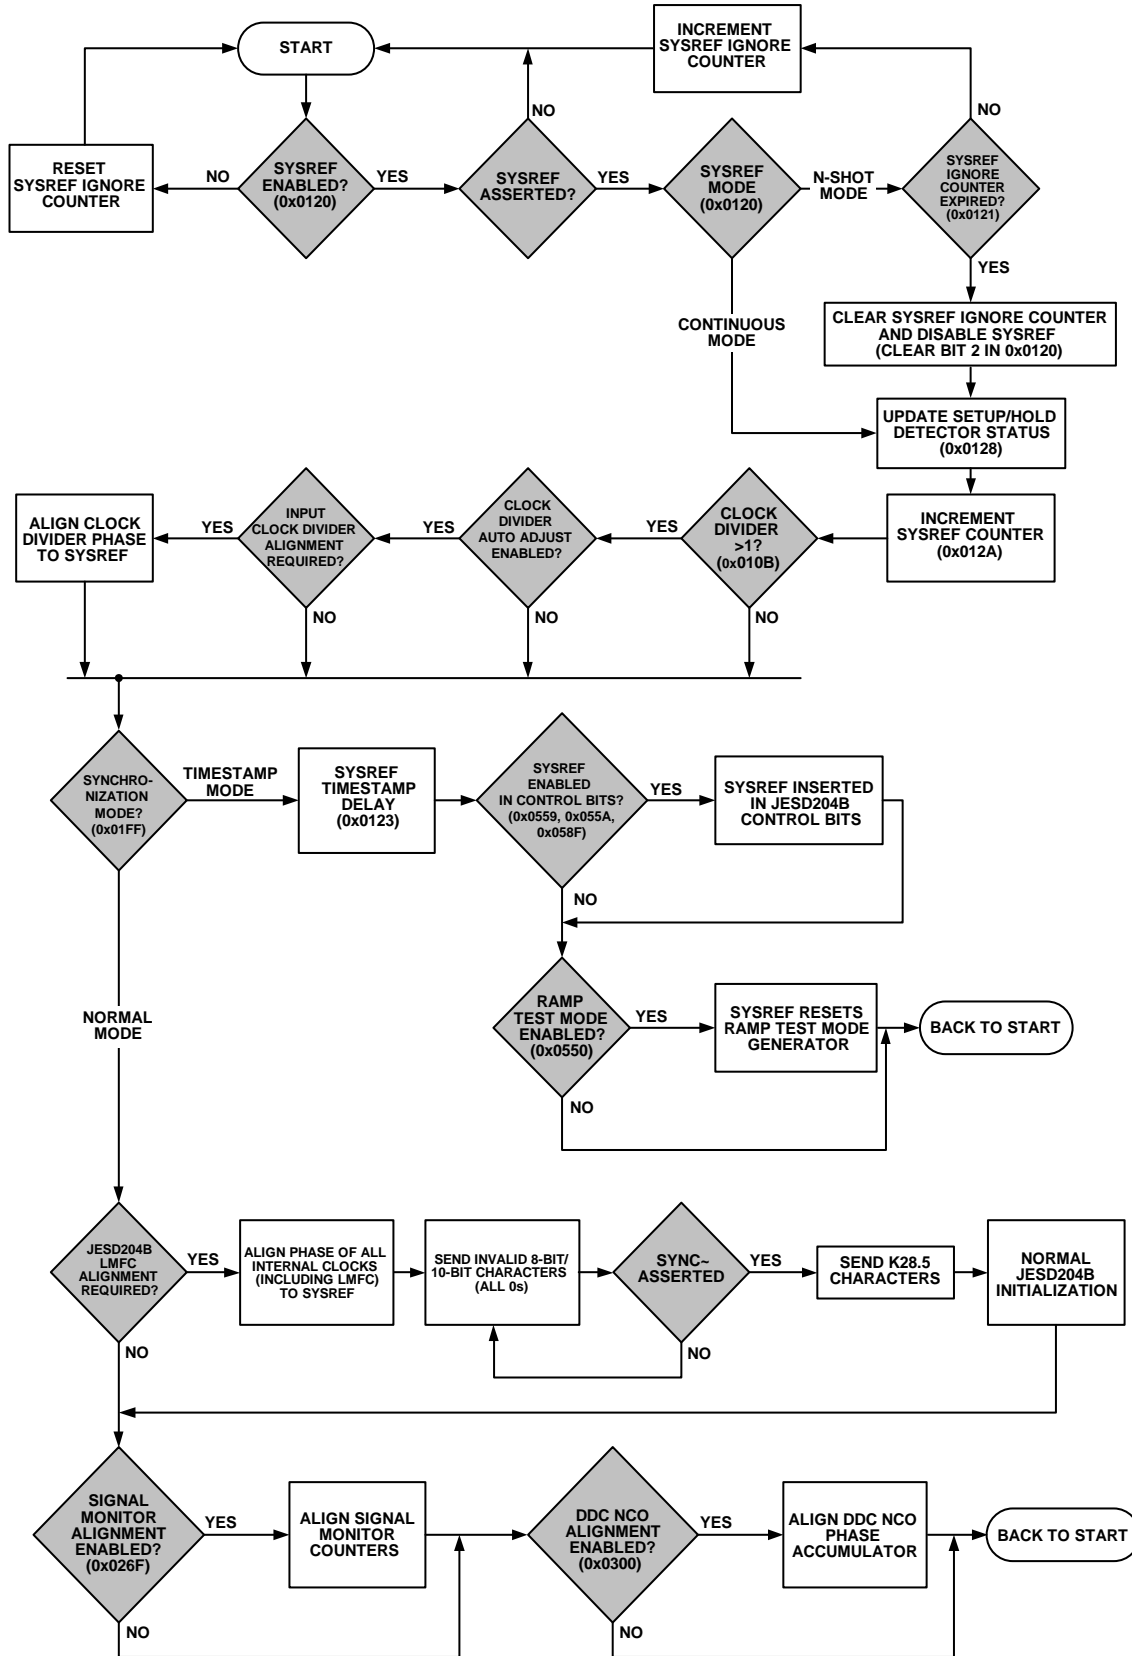 START
INCREMENT
SYSREF IGNORE
COUNTER
NO
NO
RESET
SYSREF IGNORE
COUNTER
NO
SYSREF
ENABLED?
(0x0120)
YES
SYSREF
ASSERTED?
YES
SYSREF
MODE
(0x0120)
N-SHOT
MODE
SYSREF
IGNORE
COUNTER
EXPIRED?
(0x0121)
YES
CONTINUOUS
MODE
CLEAR SYSREF IGNORE COUNTER
AND DISABLE SYSREF
(CLEAR BIT 2 IN 0x0120)
UPDATE SETUP/HOLD
DETECTOR STATUS
(0x0128)
ALIGN CLOCK
DIVIDER PHASE
TO SYSREF
YES
INPUT
CLOCK DIVIDER
ALIGNMENT
REQUIRED?
YES
CLOCK
DIVIDER
AUTO ADJUST
ENABLED?
YES
CLOCK
DIVIDER
>1?
(0x010B)
INCREMENT
SYSREF COUNTER
(0x012A)
NO
NO
NO
SYNCHRO-
NIZATION
MODE?
(0x01FF)
TIMESTAMP
MODE
SYSREF
TIMESTAMP
DELAY
(0x0123)
SYSREF
ENABLED
IN CONTROL BITS?
(0x0559, 0x055A,
0x058F)
YES
SYSREF INSERTED
IN JESD204B
CONTROL BITS
NO
NORMAL
MODE
RAMP
TEST MODE
ENABLED?
(0x0550)
YES
SYSREF RESETS
RAMP TEST MODE
GENERATOR
BACK TO START
NO
JESD204B
LMFC
ALIGNMENT
REQUIRED?
YES
ALIGN PHASE OF ALL
INTERNAL CLOCKS
(INCLUDING LMFC)
TO SYSREF
SEND INVALID 8-BIT/
10-BIT CHARACTERS
(ALL 0s)
SYNC~
ASSERTED
YES
SEND K28.5
CHARACTERS
NORMAL
JESD204B
INITIALIZATION
NO
NO
SIGNAL
MONITOR
ALIGNMENT
ENABLED?
(0x026F)
YES
ALIGN SIGNAL
MONITOR
COUNTERS
DDC NCO
ALIGNMENT
ENABLED?
(0x0300)
YES
ALIGN DDC NCO
PHASE
ACCUMULATOR
BACK TO START
NO
NO